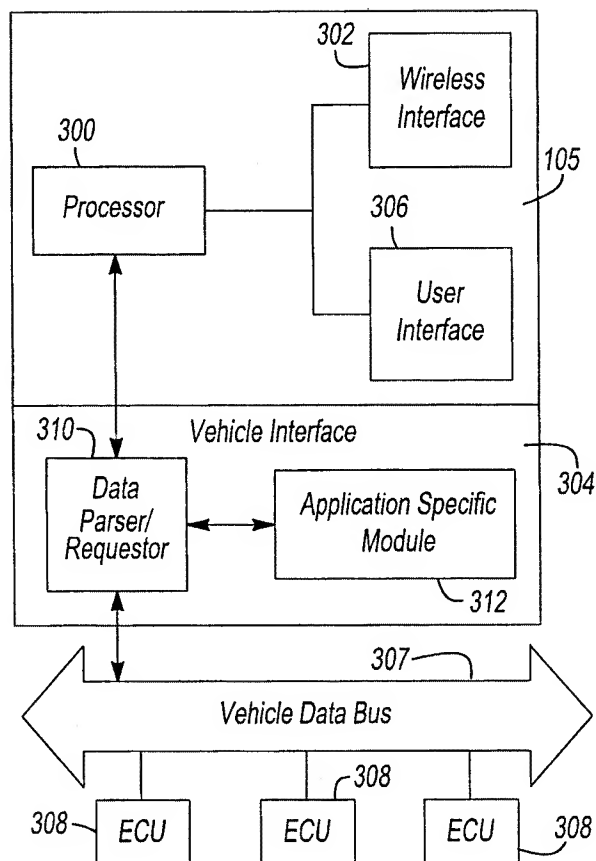 302
Wireless
Interface
300
105
Processor
306
User
Interface
Vehicle Interface
310
304
Data
Parser/
Requestor
Application Specific
Module
312
307
Vehicle Data Bus
308
308
ECU
ECU
ECU
308